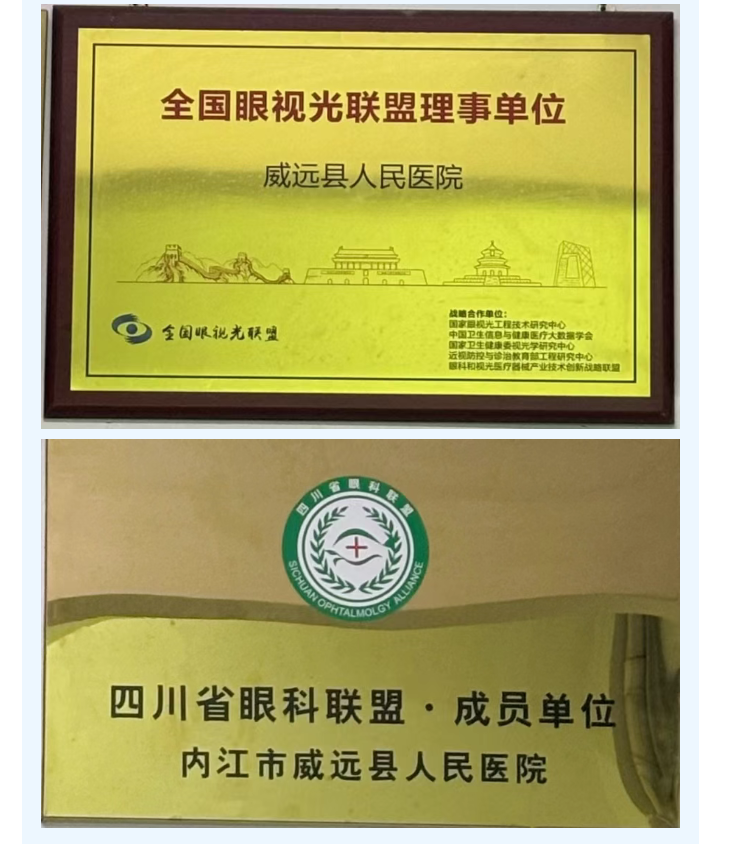 全国眼视光联盟理事单位
威远县人民医院
全国眼视光联盟
战略合作单位：
国家眼视光工程技术研究中心
中国卫生信息与健康医疗大数据学会
国家卫生健康委视光学研究中心
近视防控与诊治教育部工程研究中心
眼科和视光医疗器械产业技术创新战略联盟
四川省眼科联盟
SICHUAN OPHTALMOLGY ALLIANCE
四川省眼科联盟·成员单位
内江市威远县人民医院